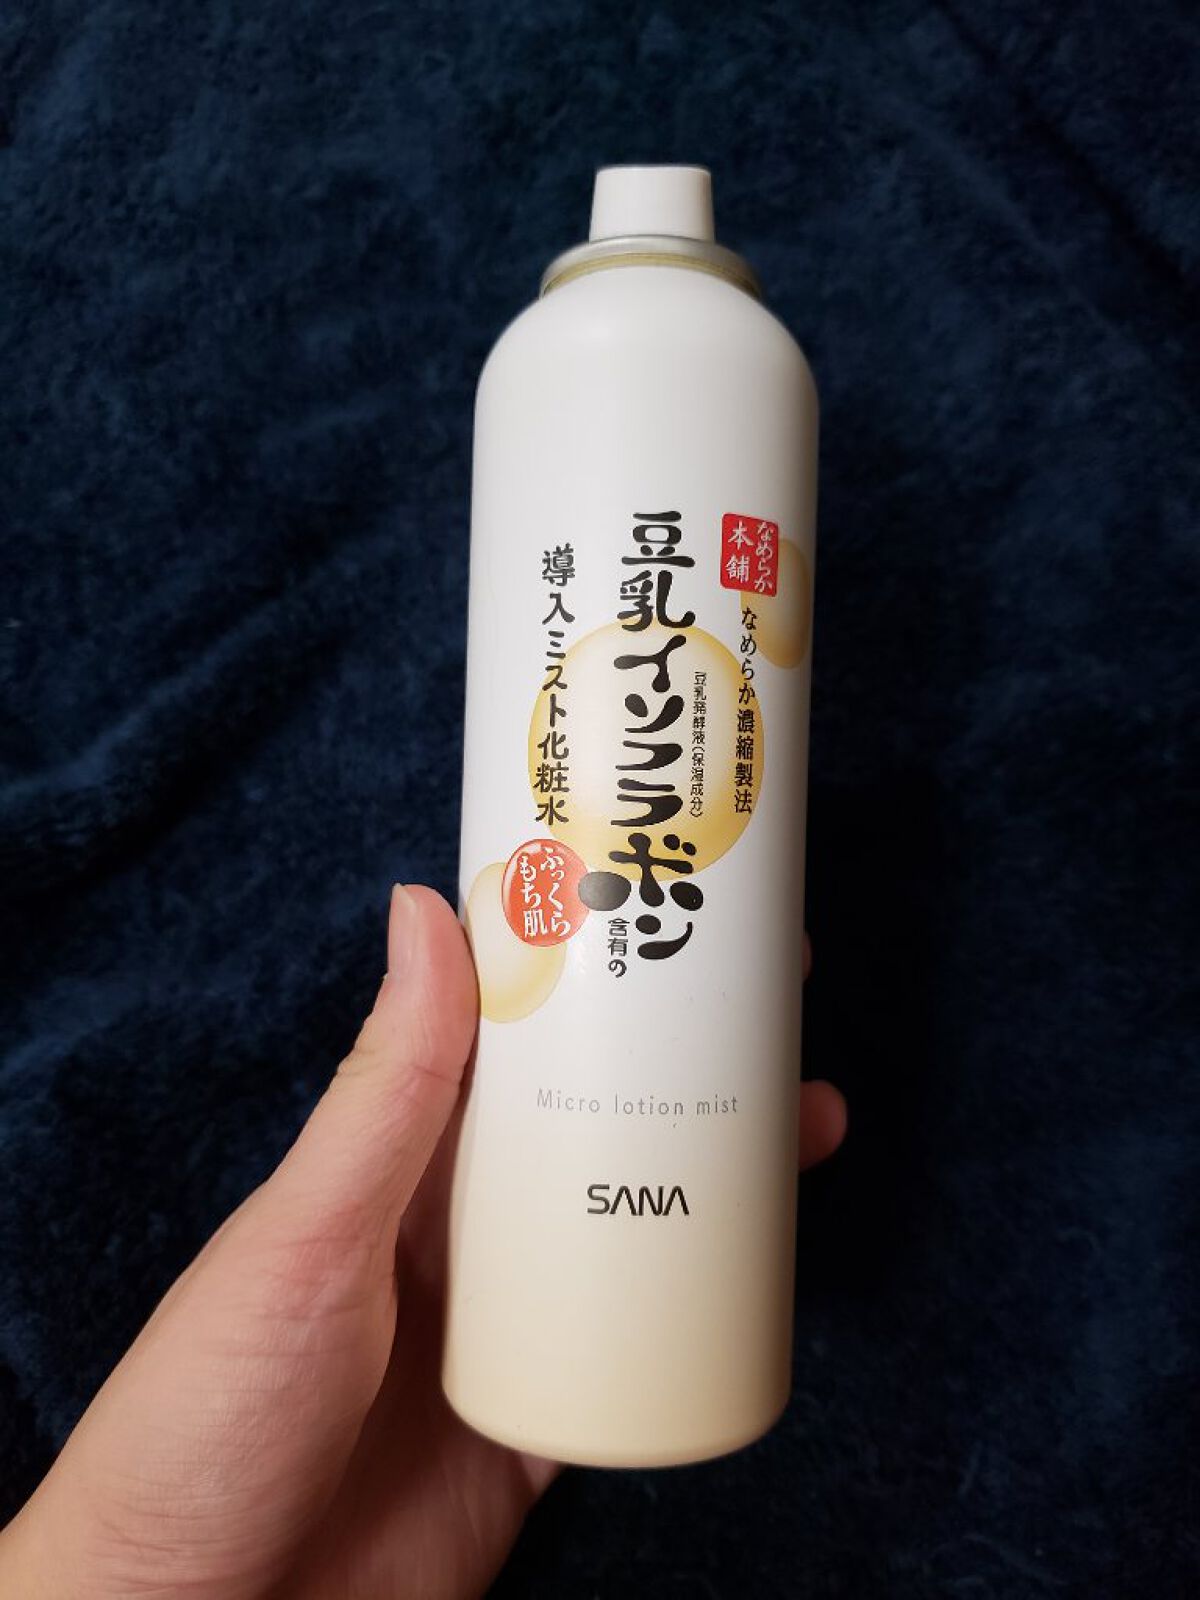 なめらか
本舗
なめらか濃縮製法
豆乳発酵液(保湿成分)
豆乳イソフラボン
含有の
導入ミスト化粧水
ふっくら
もち肌
Micro lotion mist
SANA